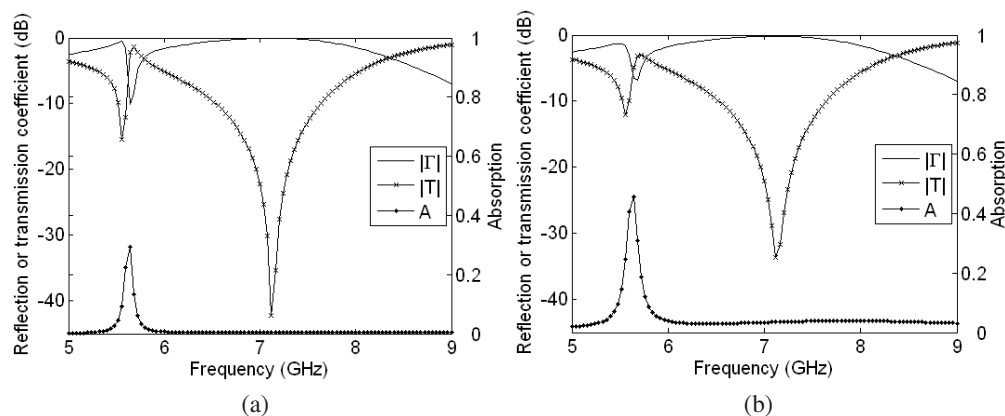 Reflection or transmission coefficient (dB)
0
-10
-20
-30
-40
1
0.8
0.6
0.4
0.2
0
Absorption
|Γ|
|T|
A
5
6
7
8
9
Frequency (GHz)
(a)
Reflection or transmission coefficient (dB)
0
-10
-20
-30
-40
1
0.8
0.6
0.4
0.2
0
Absorption
|Γ|
|T|
A
5
6
7
8
9
Frequency (GHz)
(b)